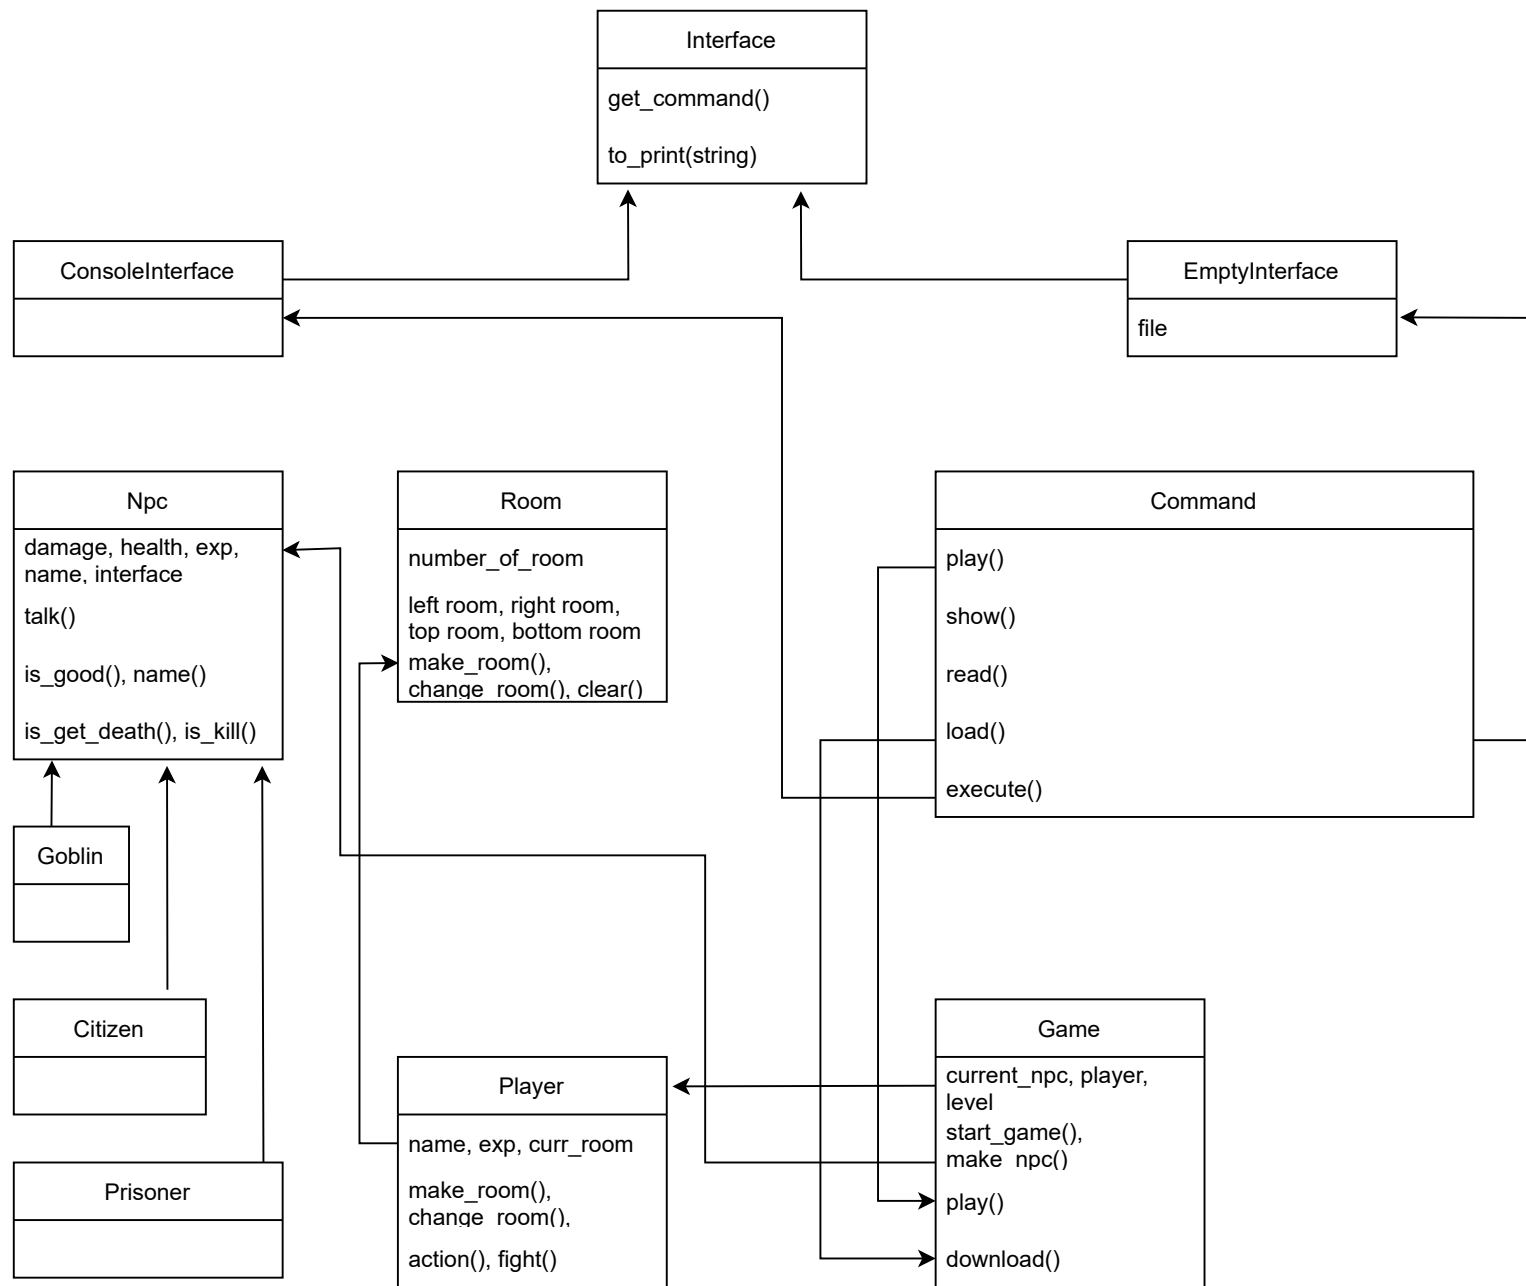 Interface
get_command()
to_print(string)
ConsoleInterface
EmptyInterface
file
Npc
damage, health, exp,
name, interface
talk()
is_good(), name()
is_get_death(), is_kill()
Room
number_of_room
left room, right room,
top room, bottom room
make_room(),
change_room(), clear()
Command
play()
show()
read()
load()
execute()
Goblin
Citizen
Prisoner
Player
name, exp, curr_room
make_room(),
change_room(),
action(), fight()
Game
current_npc, player,
level
start_game(),
make_npc()
play()
download()